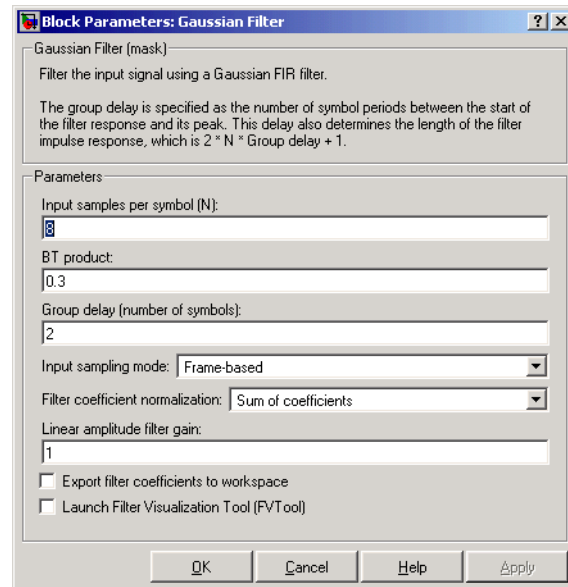 Block Parameters: Gaussian Filter
Gaussian Filter (mask)
Filter the input signal using a Gaussian FIR filter.
The group delay is specified as the number of symbol periods between the start of
the filter response and its peak. This delay also determines the length of the filter
impulse response, which is 2 * N * Group delay + 1.
Parameters
Input samples per symbol (N):
8
BT product:
0.3
Group delay (number of symbols):
2
Input sampling mode: Frame-based
Filter coefficient normalization: Sum of coefficients
Linear amplitude filter gain:
1
Export filter coefficients to workspace
Launch Filter Visualization Tool (FVTool)
OK Cancel Help Apply